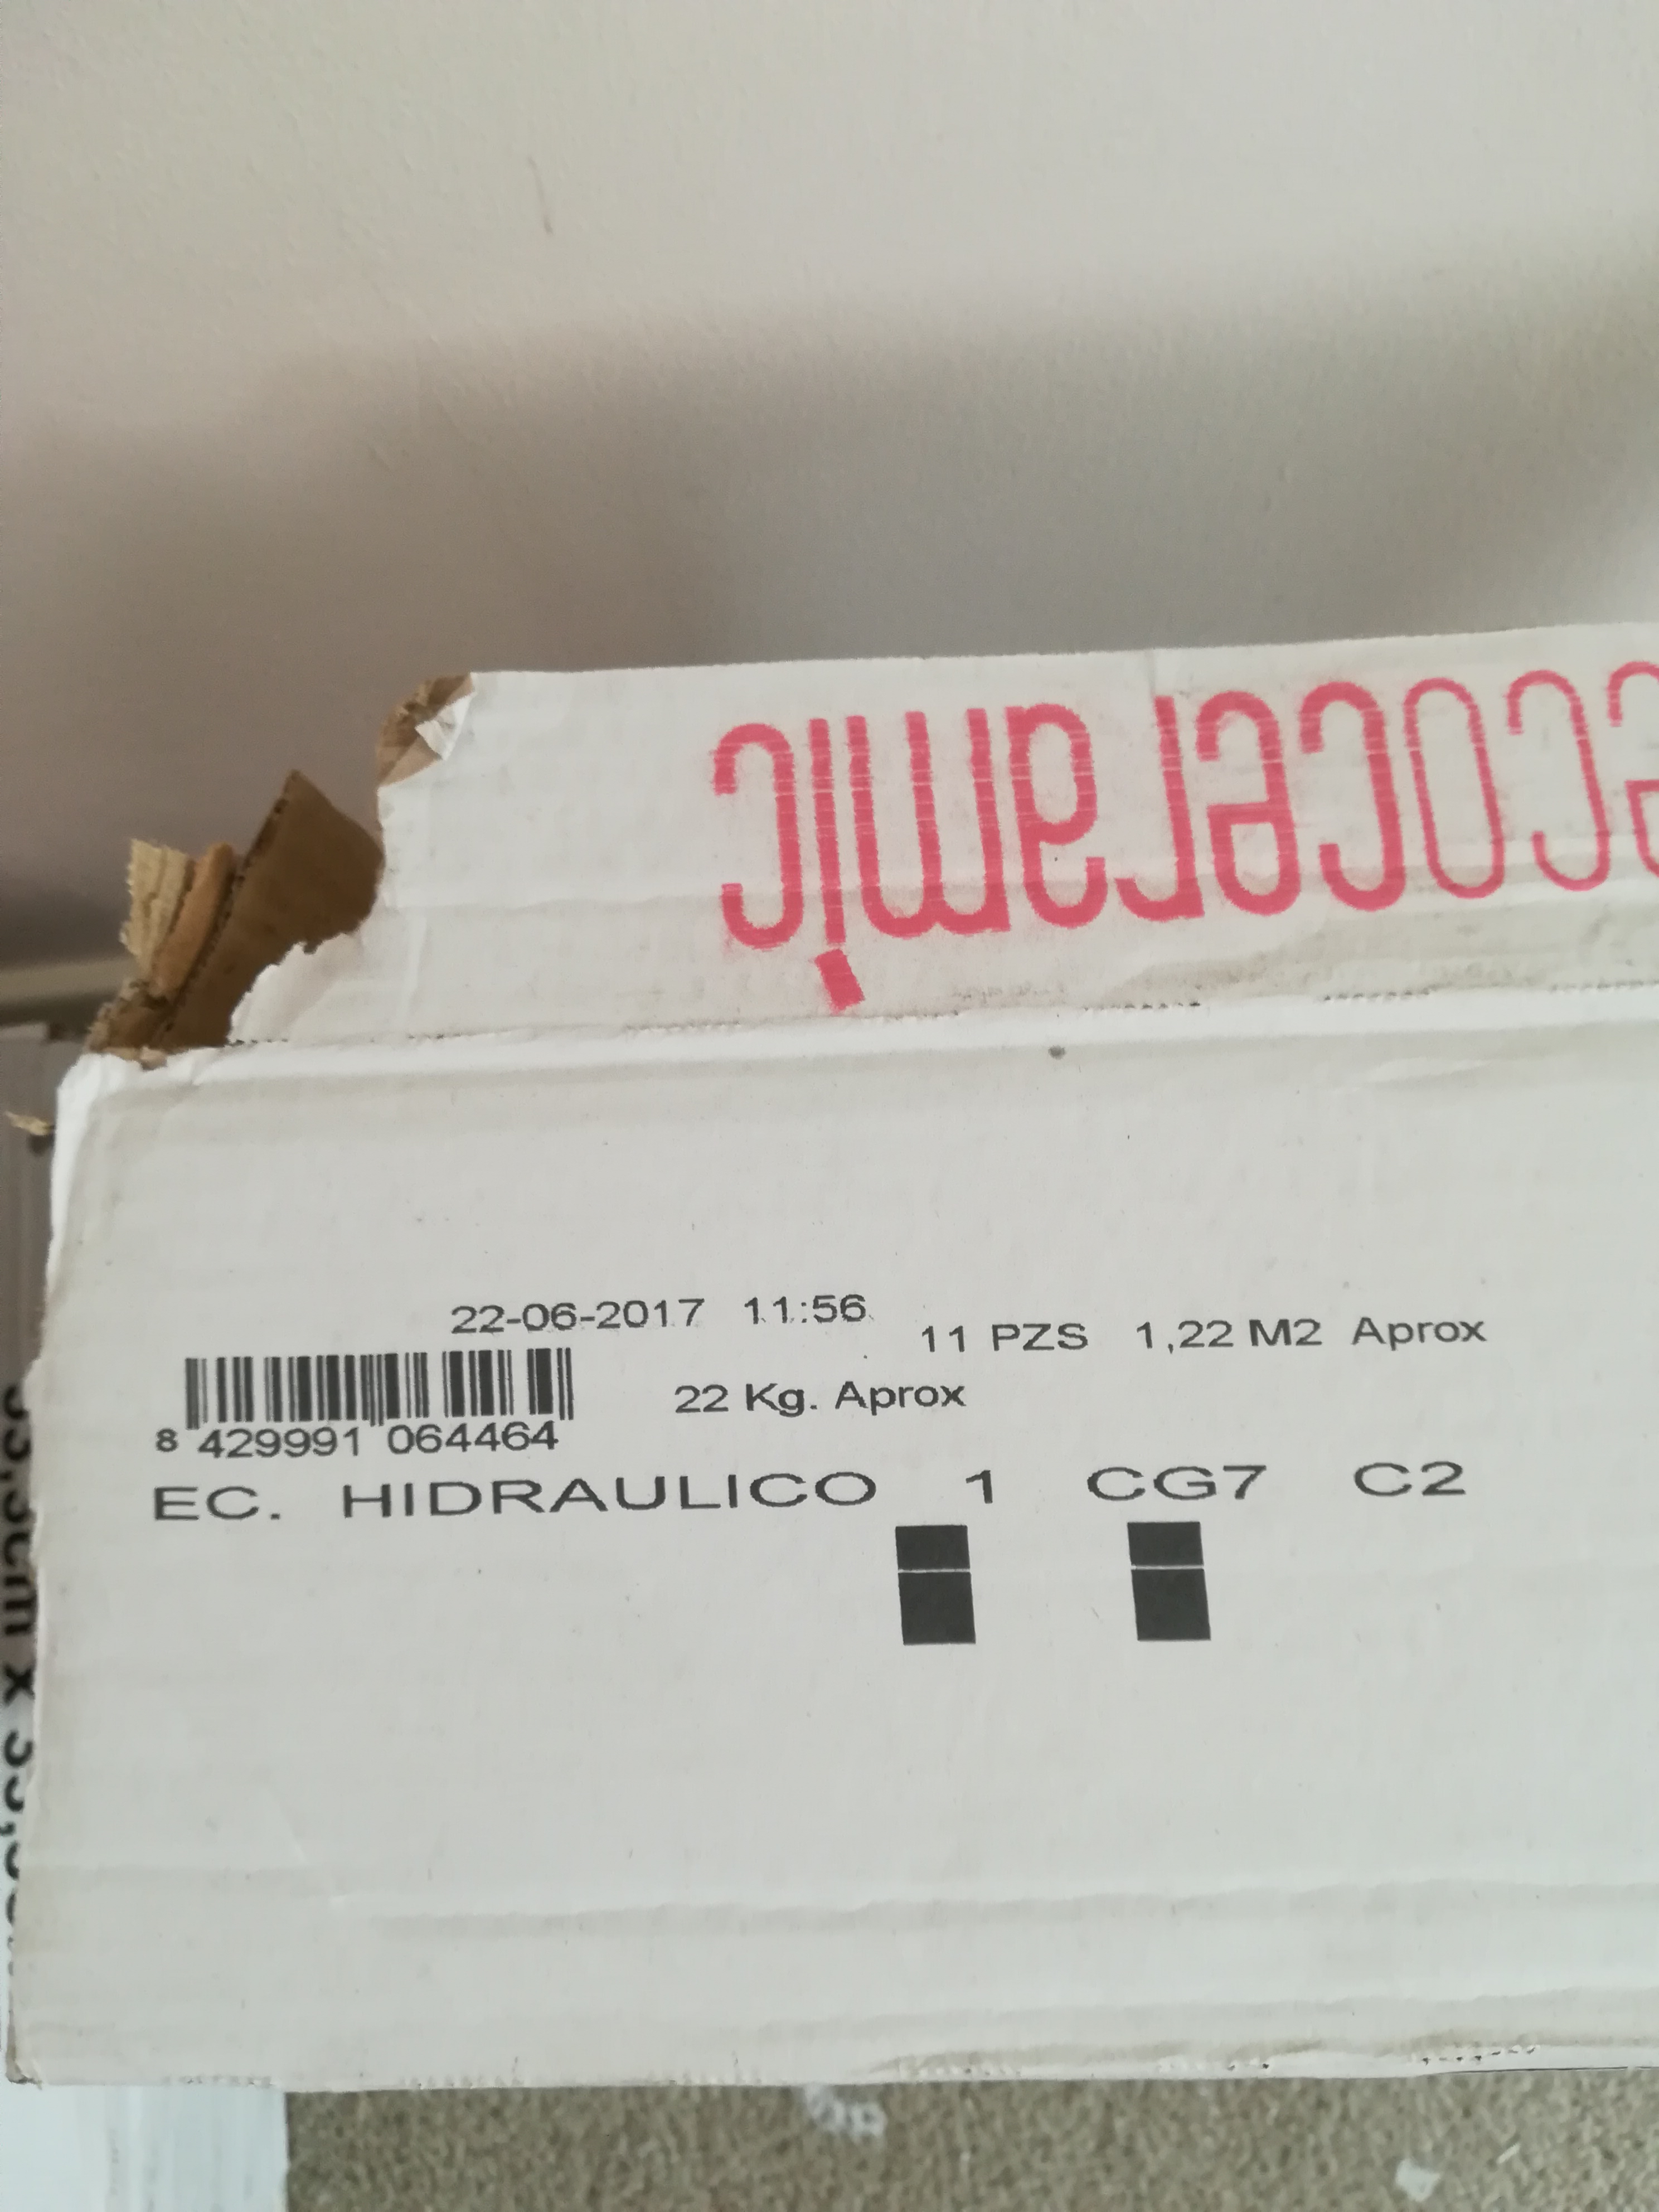 ecoceramic
22-06-2017 11:56
11 PZS 1,22 M2 Aprox
22 Kg. Aprox
8 429991 064464
EC. HIDRAULICO 1 CG7 C2